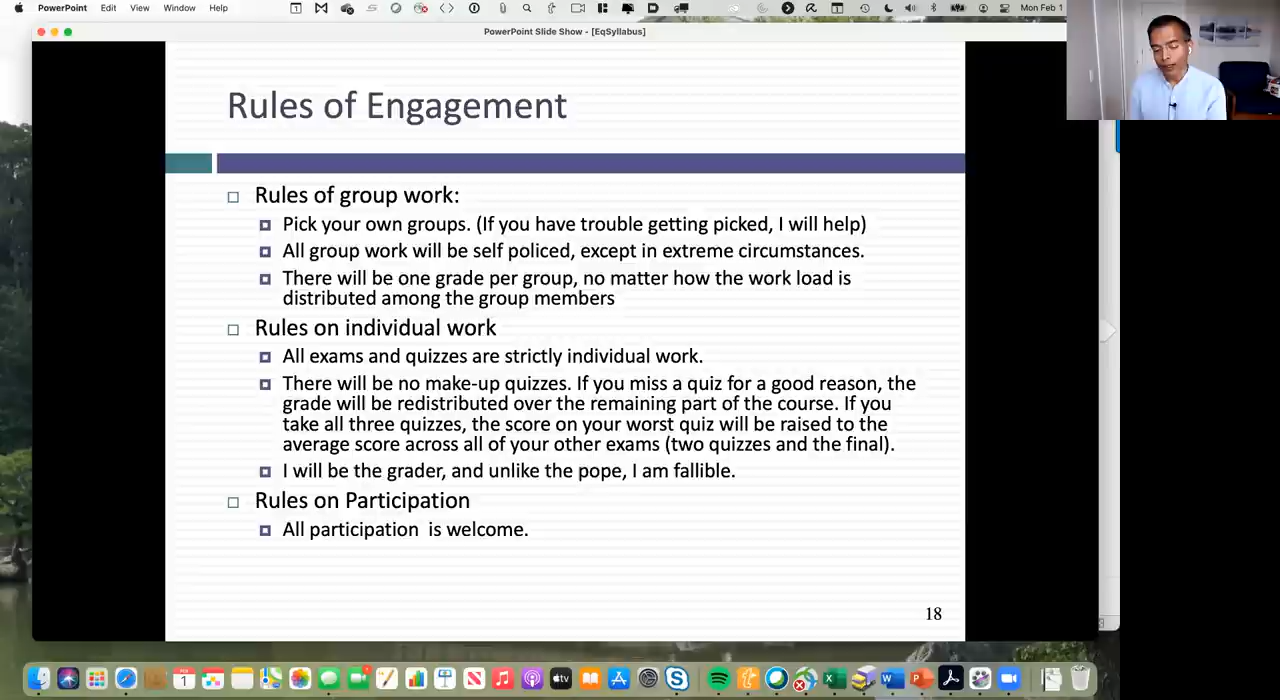 PowerPoint Edit View Window Help
Mon Feb 1
PowerPoint Slide Show - [EqSyllabus]
Rules of Engagement
Rules of group work:
Pick your own groups. (If you have trouble getting picked, I will help)
All group work will be self policed, except in extreme circumstances.
There will be one grade per group, no matter how the work load is
distributed among the group members
Rules on individual work
All exams and quizzes are strictly individual work.
There will be no make-up quizzes. If you miss a quiz for a good reason, the
grade will be redistributed over the remaining part of the course. If you
take all three quizzes, the score on your worst quiz will be raised to the
average score across all of your other exams (two quizzes and the final).
I will be the grader, and unlike the pope, I am fallible.
Rules on Participation
All participation is welcome.
18
1
tv